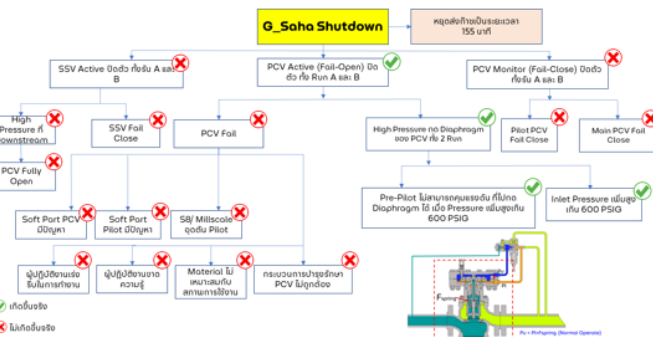 G_Saha Shutdown
หยุดส่งก๊าซเป็นระยะเวลา
155 นาที
SSV Active ปิดตัว ทั้งรัน A และ
B
PCV Active (Fail-Open) ปิด
ตัว ทั้ง Run A และ B
PCV Monitor (Fail-Close) ปิดตัว
ทั้งรัน A และ B
High
Pressure ที่
Downstream
SSV Fail
Close
PCV Fail
High Pressure กด Diaphragm
ของ PCV ทั้ง 2 Run
Pilot PCV
Fail Close
Main PCV Fail
Close
PCV Fully
Open
Soft Part PCV
มีปัญหา
Soft Part
Pilot มีปัญหา
Millscale
อุดตัน Pilot
Pre-Pilot ไม่สามารถคุมแรงดัน ที่ไปกด
Diaphragm ได้ เมื่อ Pressure เพิ่มสูงเกิน
600 PSIG
Inlet Pressure เพิ่มสูง
เกิน 600 PSIG
ผู้ปฏิบัติงานเร่ง
รีบในการทำงาน
ผู้ปฏิบัติงานขาด
ความรู้
Material ไม่
เหมาะสมกับ
สถานการใช้งาน
กระบวนการบำรุงรักษา
PCV ไม่ถูกต้อง
Fspring
เกิดขึ้นจริง
ไม่เกิดขึ้นจริง
(Normal Operate)